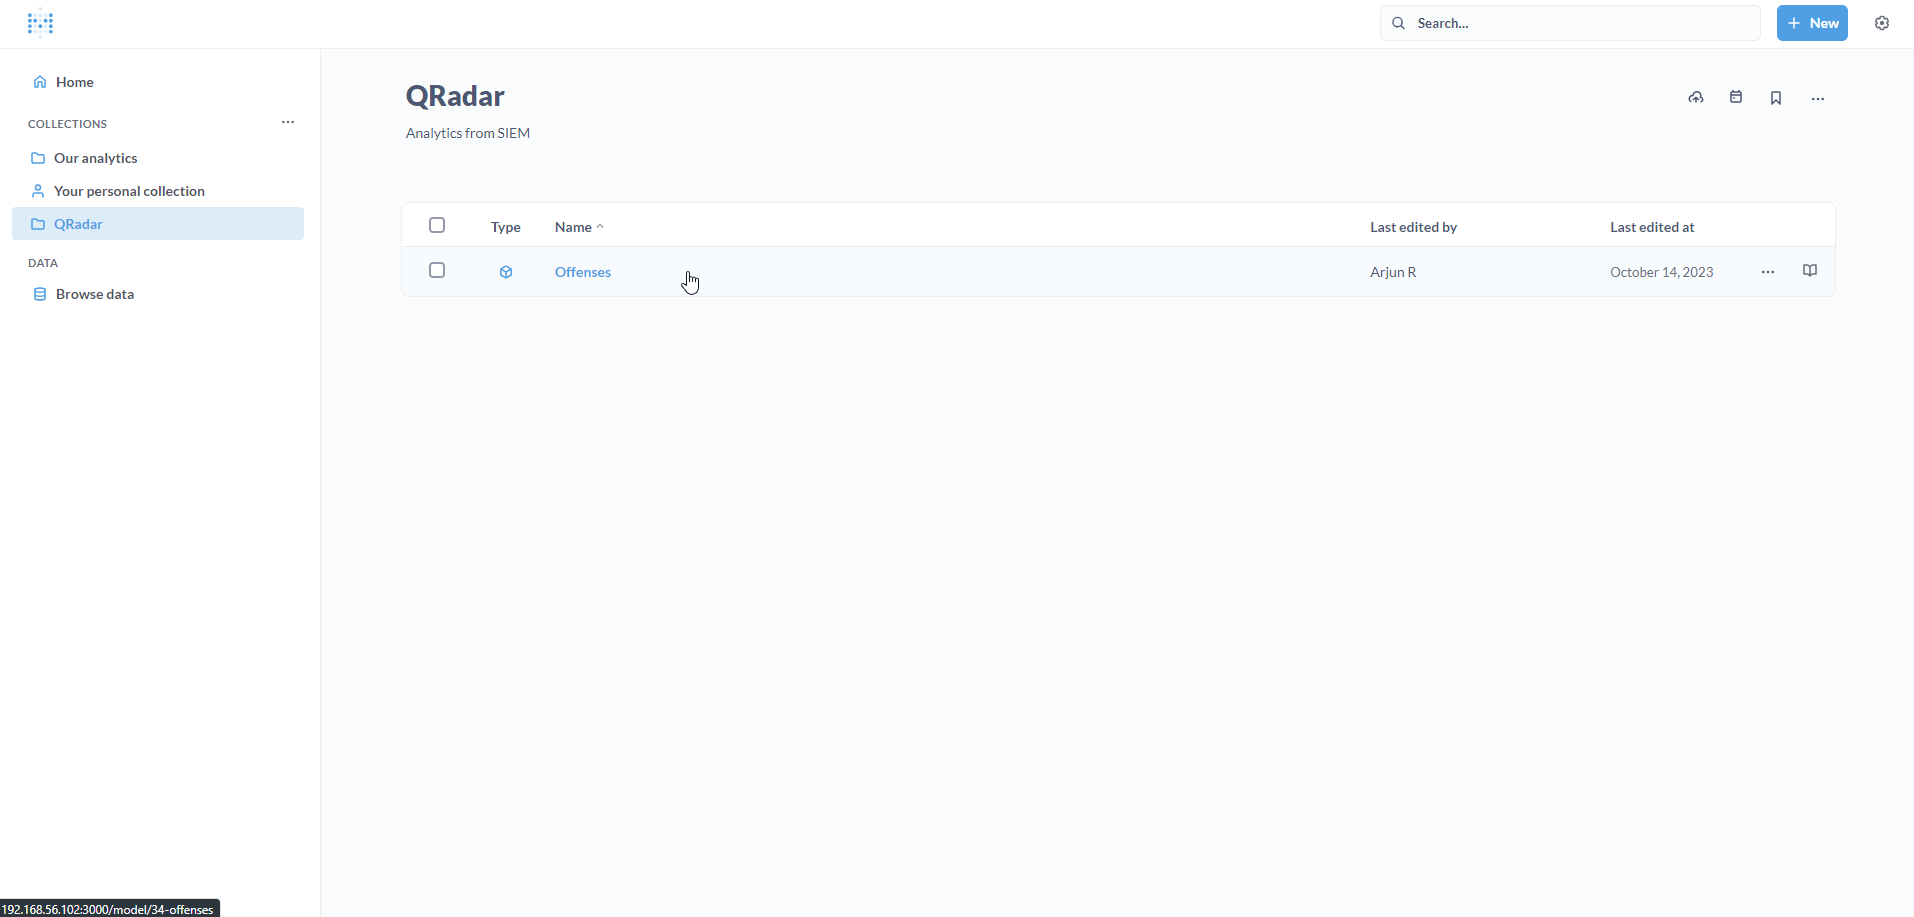 Search...
+ New
Home
COLLECTIONS
Our analytics
Your personal collection
QRadar
DATA
Browse data
QRadar
Analytics from SIEM
Type Name Last edited by Last edited at
Offenses Arjun R October 14, 2023
192.168.56.102:3000/model/34-offenses